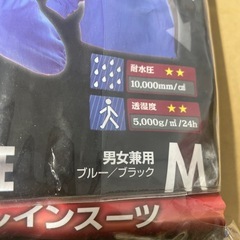 耐水圧 ★★
10,000mm/㎠
透湿度 ★★
5,000g/㎡/24h
男女兼用
ブルー/ブラック
M
レインスーツ